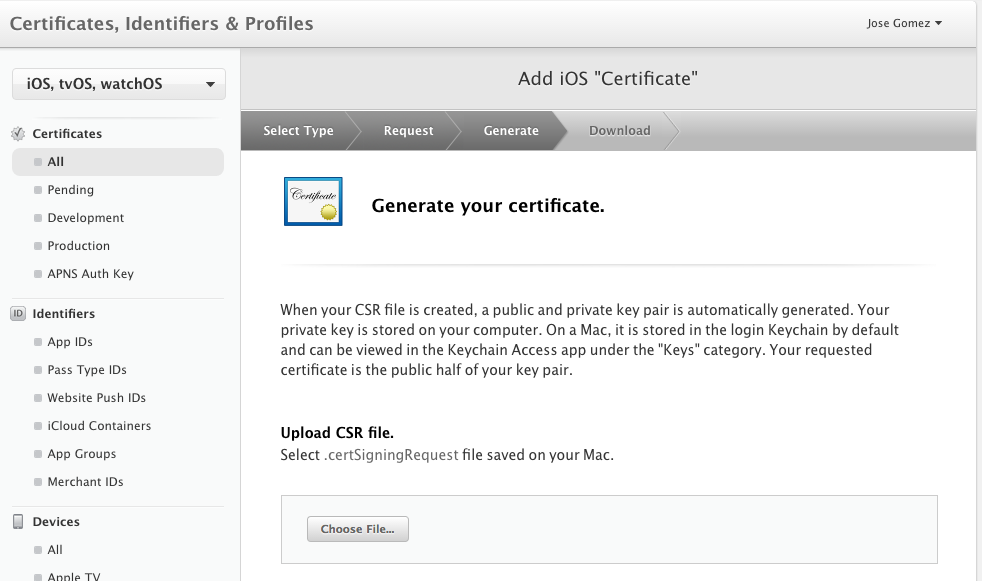 Certificates, Identifiers & Profiles
Jose Gomez
iOS, tvOS, watchOS
Add iOS "Certificate"
Select Type
Request
Generate
Download
Certificates
All
Pending
Development
Production
APNS Auth Key
Identifiers
ID
App IDs
Pass Type IDs
Website Push IDs
iCloud Containers
App Groups
Merchant IDs
Devices
All
Apple TV
Certificate
Generate your certificate.
When your CSR file is created, a public and private key pair is automatically generated. Your
private key is stored on your computer. On a Mac, it is stored in the login Keychain by default
and can be viewed in the Keychain Access app under the "Keys" category. Your requested
certificate is the public half of your key pair.
Upload CSR file.
Select .certSigningRequest file saved on your Mac.
Choose File...